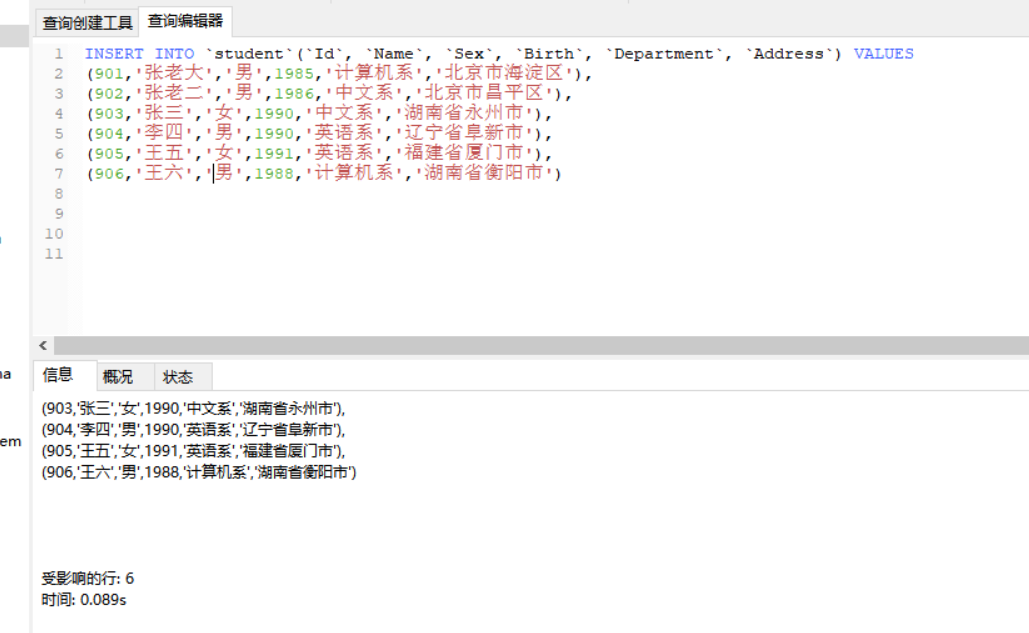 查询创建工具 查询编辑器
1 INSERT INTO `student`(`Id`, `Name`, `Sex`, `Birth`, `Department`, `Address`) VALUES
2 (901,'张老大','男',1985,'计算机系','北京市海淀区'),
3 (902,'张老二','男',1986,'中文系','北京市昌平区'),
4 (903,'张三','女',1990,'中文系','湖南省永州市'),
5 (904,'李四','男',1990,'英语系','辽宁省阜新市'),
6 (905,'王五','女',1991,'英语系','福建省厦门市'),
7 (906,'王六','男',1988,'计算机系','湖南省衡阳市')
8
9
10
11
na
信息 概况 状态
(903,'张三','女',1990,'中文系','湖南省永州市'),
(904,'李四','男',1990,'英语系','辽宁省阜新市'),
em
(905,'王五','女',1991,'英语系','福建省厦门市'),
(906,'王六','男',1988,'计算机系','湖南省衡阳市')
受影响的行: 6
时间: 0.089s